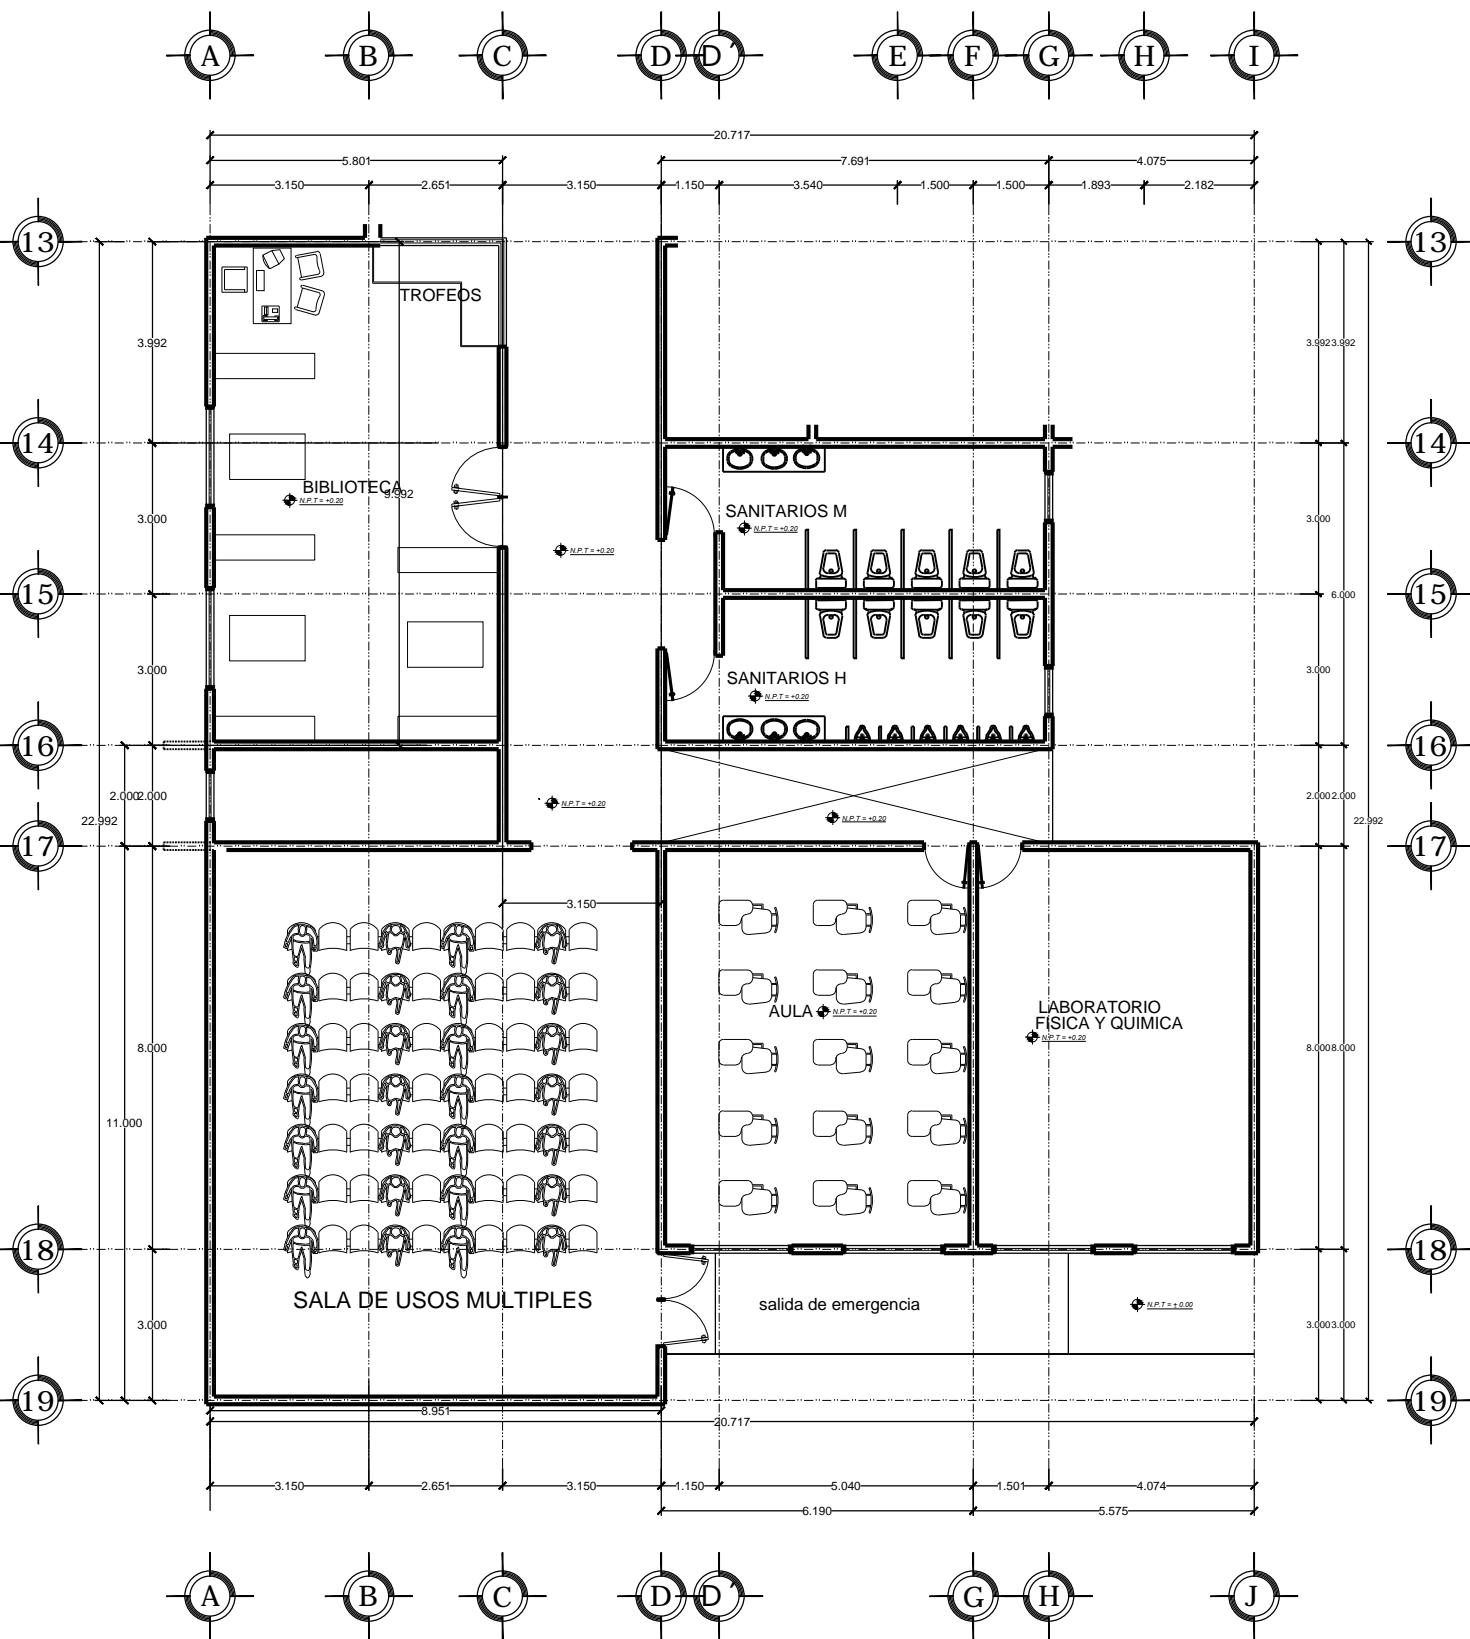 A B C D D´ E F G H I
20.717
5.801 7.691 4.075
3.150 2.651 3.150 1.150 3.540 1.500 1.500 1.893 2.182
13 13
TROFEOS
3.992 3.992 3.992
14 14
BIBLIOTECA 9.992
N.P.T = +0.20
SANITARIOS M
N.P.T = +0.20
3.000 3.000
N.P.T = +0.20
15 6.000 15
3.000 3.000
SANITARIOS H
N.P.T = +0.20
16 16
2.000 2.000 2.000 2.000
N.P.T = +0.20
N.P.T = +0.20
22.992 22.992
17 17
3.150
AULA N.P.T = +0.20
LABORATORIO
FISICA Y QUIMICA
N.P.T = +0.20
8.000 8.000 8.000
11.000
18 18
SALA DE USOS MULTIPLES
salida de emergencia
N.P.T = ± 0.00
3.000 3.000 3.000
19 19
8.951
20.717
3.150 2.651 3.150 1.150 5.040 1.501 4.074
6.190 5.575
A B C D D´ G H J